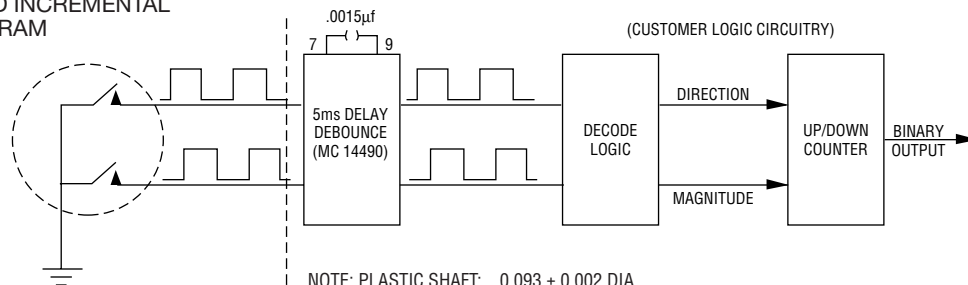 INCREMENTAL
.0015µf
7 9
(CUSTOMER LOGIC CIRCUITRY)
5ms DELAY
DEBOUNCE
(MC 14490)
DECODE
LOGIC
DIRECTION
MAGNITUDE
UP/DOWN
COUNTER
BINARY
OUTPUT
NOTE: PLASTIC SHAFT: 0.093 ± 0.002 DIA